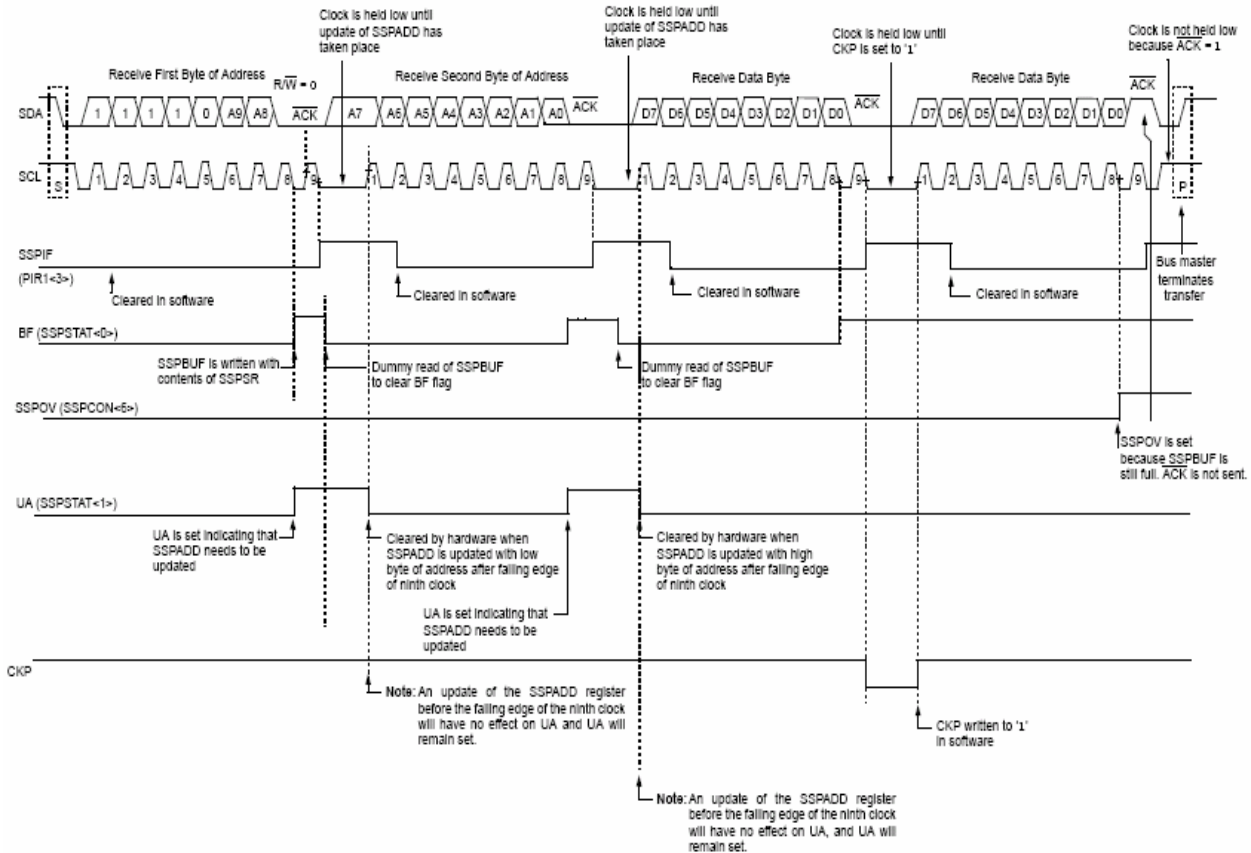 Clock is held low until
update of SSPADD has
taken place
Clock is held low until
update of SSPADD has
taken place
Clock is held low until
CKP is set to '1'
Clock is not held low
because ACK = 1
Receive First Byte of Address
R/W = 0
Receive Second Byte of Address
Receive Data Byte
Receive Data Byte
SDA
1 1 1 1 0 A9 A8 ACK A7 A6 A5 A4 A3 A2 A1 A0 ACK D7 D6 D5 D4 D3 D2 D1 D0 ACK D7 D6 D5 D4 D3 D2 D1 D0 ACK
SCL
S 1 2 3 4 5 6 7 8 9 1 2 3 4 5 6 7 8 9 1 2 3 4 5 6 7 8 9 1 2 3 4 5 6 7 8 9 P
SSPIF
(PIR1<3>)
Cleared in software
Cleared in software
Cleared in software
Cleared in software
Bus master
terminates
transfer
BF (SSPSTAT<0>)
SSPBUF is written with
contents of SSPSR
Dummy read of SSPBUF
to clear BF flag
Dummy read of SSPBUF
to clear BF flag
SSPOV (SSPCON<6>)
SSPOV is set
because SSPBUF is
still full. ACK is not sent.
UA (SSPSTAT<1>)
UA is set indicating that
SSPADD needs to be
updated
Cleared by hardware when
SSPADD is updated with low
byte of address after falling edge
of ninth clock
UA is set indicating that
SSPADD needs to be
updated
Cleared by hardware when
SSPADD is updated with high
byte of address after falling edge
of ninth clock
CKP
Note: An update of the SSPADD register
before the falling edge of the ninth clock
will have no effect on UA and UA will
remain set.
CKP written to '1'
in software
Note: An update of the SSPADD register
before the falling edge of the ninth clock
will have no effect on UA, and UA will
remain set.